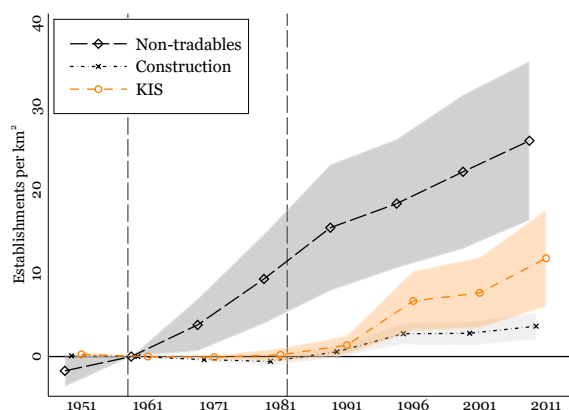 Non-tradables
Construction
KIS
Establishments per km²
40
30
20
10
0
1951 1961 1971 1981 1991 1996 2001 2011